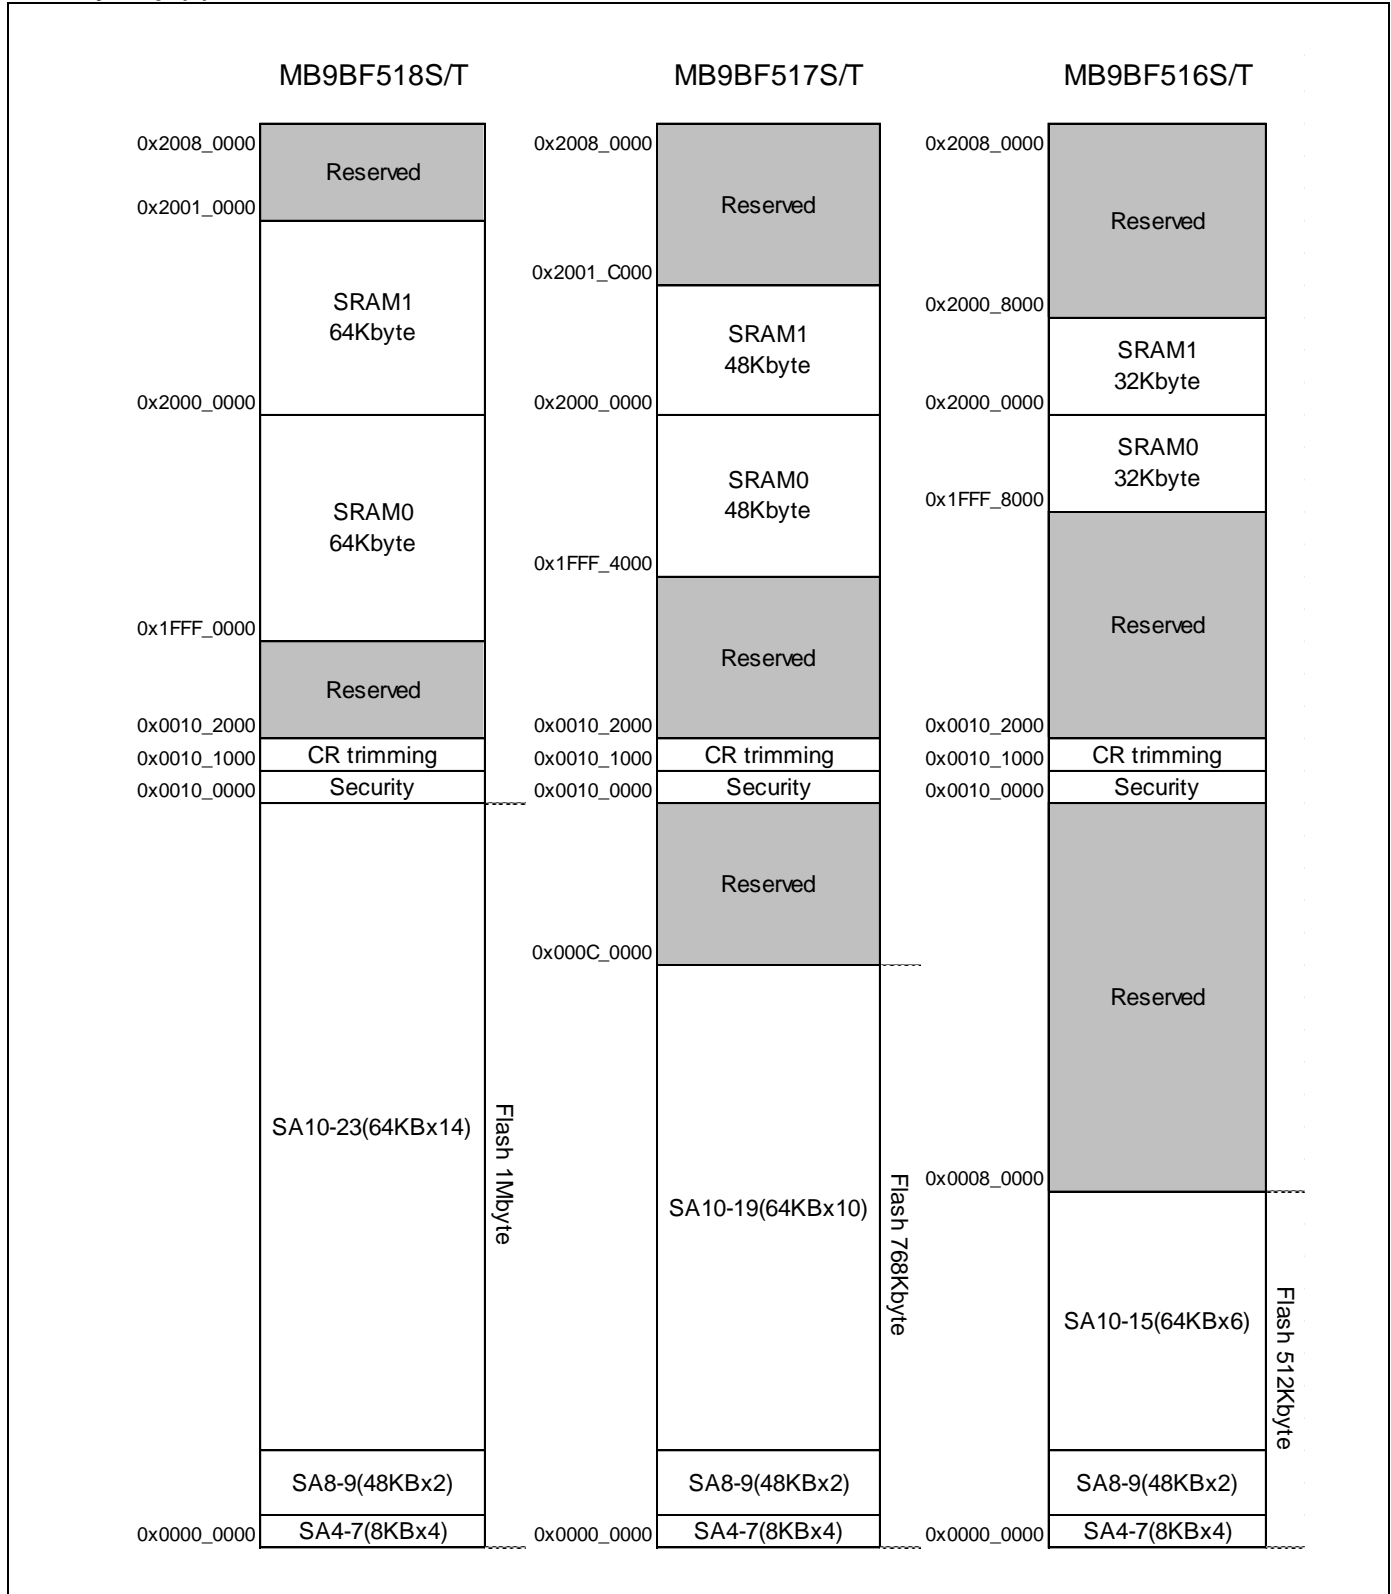 MB9BF518S/T
MB9BF517S/T
MB9BF516S/T
0x2008_0000
Reserved
0x2001_0000
SRAM1
64Kbyte
0x2000_0000
SRAM0
64Kbyte
0x1FFF_0000
Reserved
0x0010_2000
CR trimming
0x0010_1000
Security
0x0010_0000
SA10-23(64KBx14)
Flash 1Mbyte
SA8-9(48KBx2)
SA4-7(8KBx4)
0x0000_0000
0x2008_0000
Reserved
0x2001_C000
SRAM1
48Kbyte
0x2000_0000
SRAM0
48Kbyte
0x1FFF_4000
Reserved
0x0010_2000
CR trimming
0x0010_1000
Security
0x0010_0000
Reserved
0x000C_0000
SA10-19(64KBx10)
Flash 768Kbyte
SA8-9(48KBx2)
SA4-7(8KBx4)
0x0000_0000
0x2008_0000
Reserved
0x2000_8000
SRAM1
32Kbyte
0x2000_0000
SRAM0
32Kbyte
0x1FFF_8000
Reserved
0x0010_2000
CR trimming
0x0010_1000
Security
0x0010_0000
Reserved
0x0008_0000
SA10-15(64KBx6)
Flash 512Kbyte
SA8-9(48KBx2)
SA4-7(8KBx4)
0x0000_0000